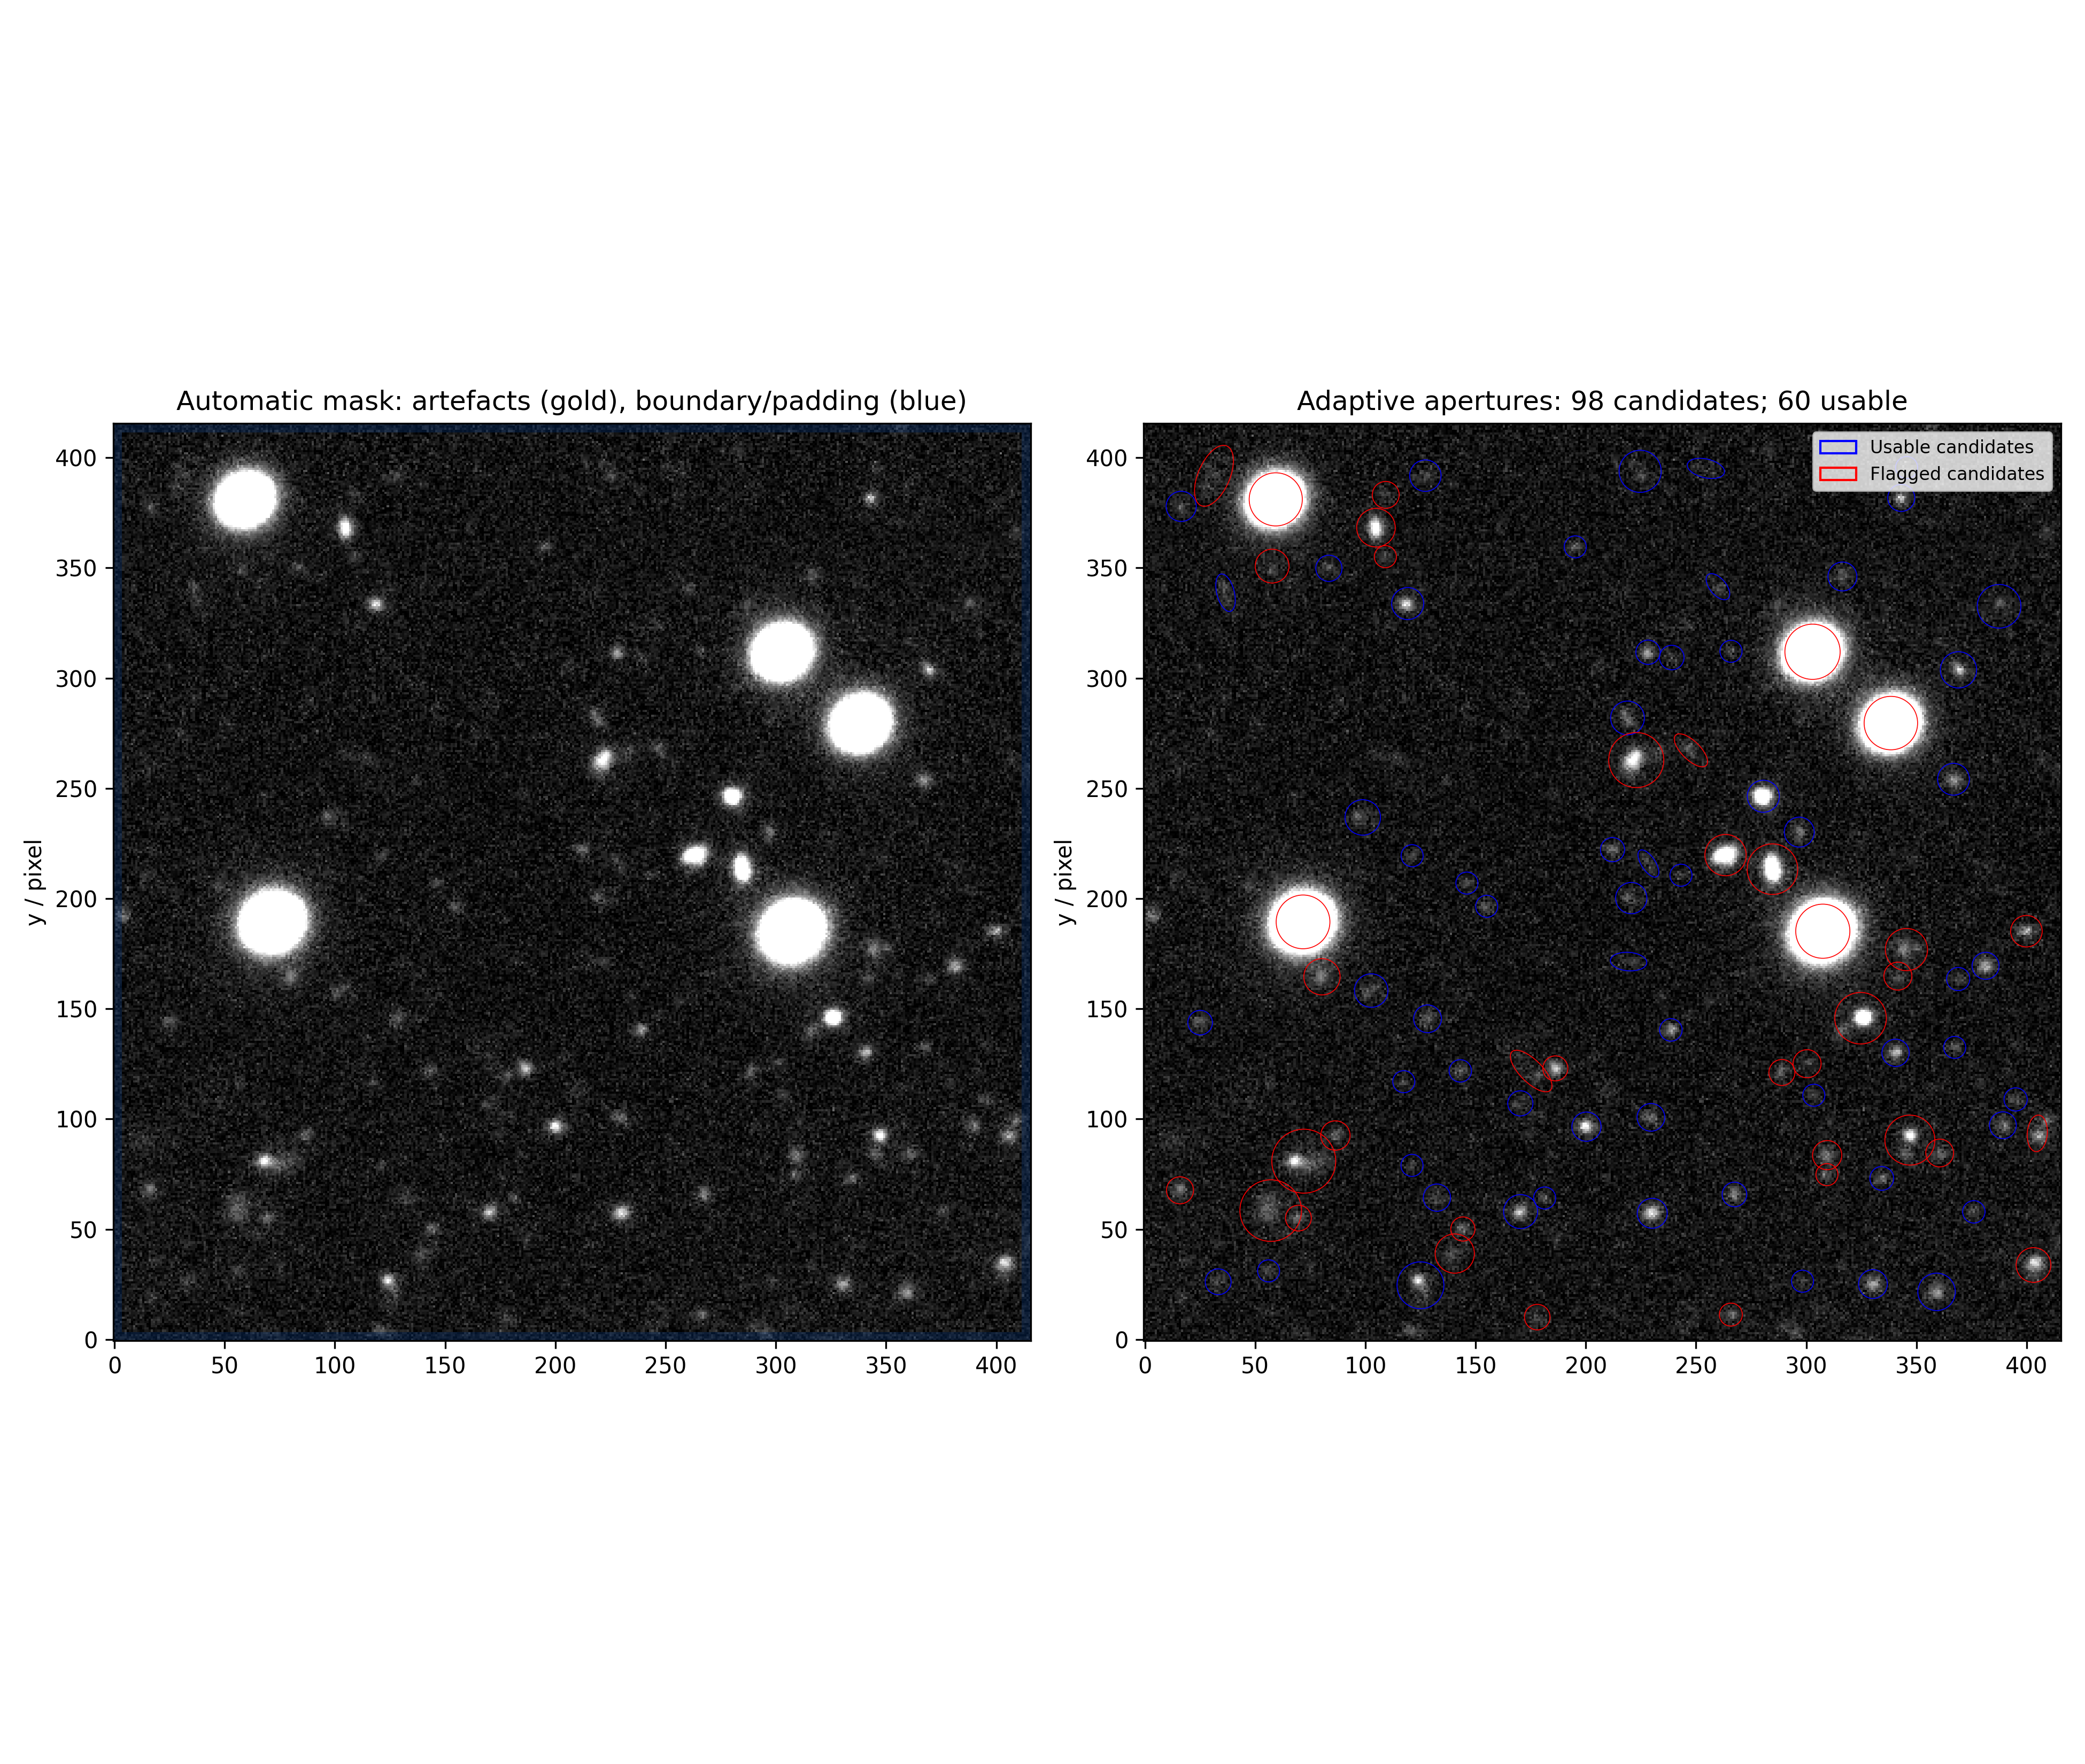 Automatic mask: artefacts (gold), boundary/padding (blue)
400
350
300
250
200
150
100
50
0
y / pixel
0 50 100 150 200 250 300 350 400
Adaptive apertures: 98 candidates; 60 usable
Usable candidates
Flagged candidates
400
350
300
250
200
150
100
50
0
y / pixel
0 50 100 150 200 250 300 350 400